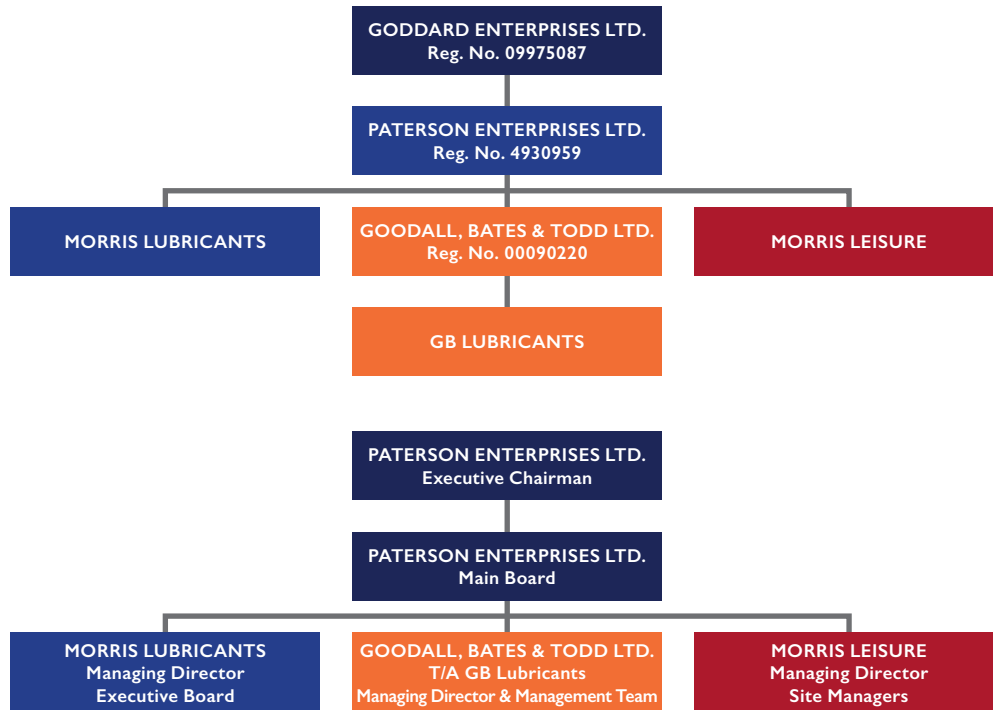 GODDARD ENTERPRISES LTD.
Reg. No. 09975087
PATERSON ENTERPRISES LTD.
Reg. No. 4930959
MORRIS LUBRICANTS
GOODALL, BATES & TODD LTD.
Reg. No. 00090220
MORRIS LEISURE
GB LUBRICANTS
PATERSON ENTERPRISES LTD.
Executive Chairman
PATERSON ENTERPRISES LTD.
Main Board
MORRIS LUBRICANTS
Managing Director
Executive Board
GOODALL, BATES & TODD LTD.
T/A GB Lubricants
Managing Director & Management Team
MORRIS LEISURE
Managing Director
Site Managers